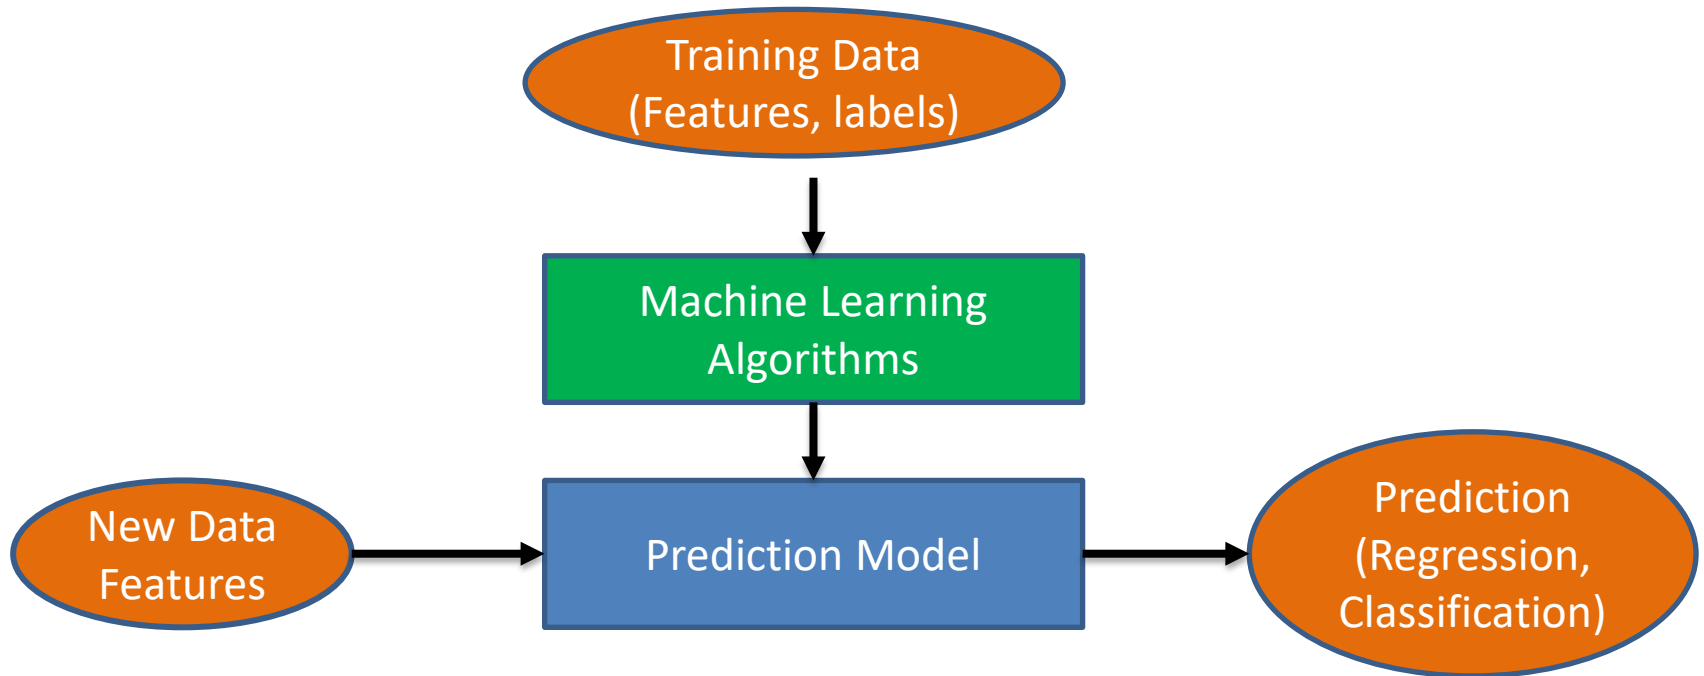 Training Data
(Features, labels)
Machine Learning
Algorithms
New Data
Features
Prediction Model
Prediction
(Regression,
Classification)